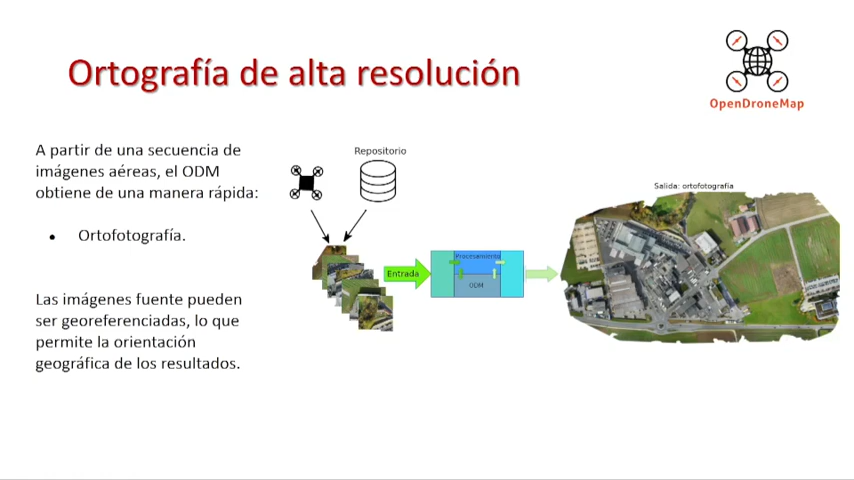 Ortografía de alta resolución
OpenDroneMap
A partir de una secuencia de
imágenes aéreas, el ODM
obtiene de una manera rápida:
• Ortofotografía.
Las imágenes fuente pueden
ser georeferenciadas, lo que
permite la orientación
geográfica de los resultados.
Repositorio
Entrada
Procesamiento
ODM
Salida: ortofotografía